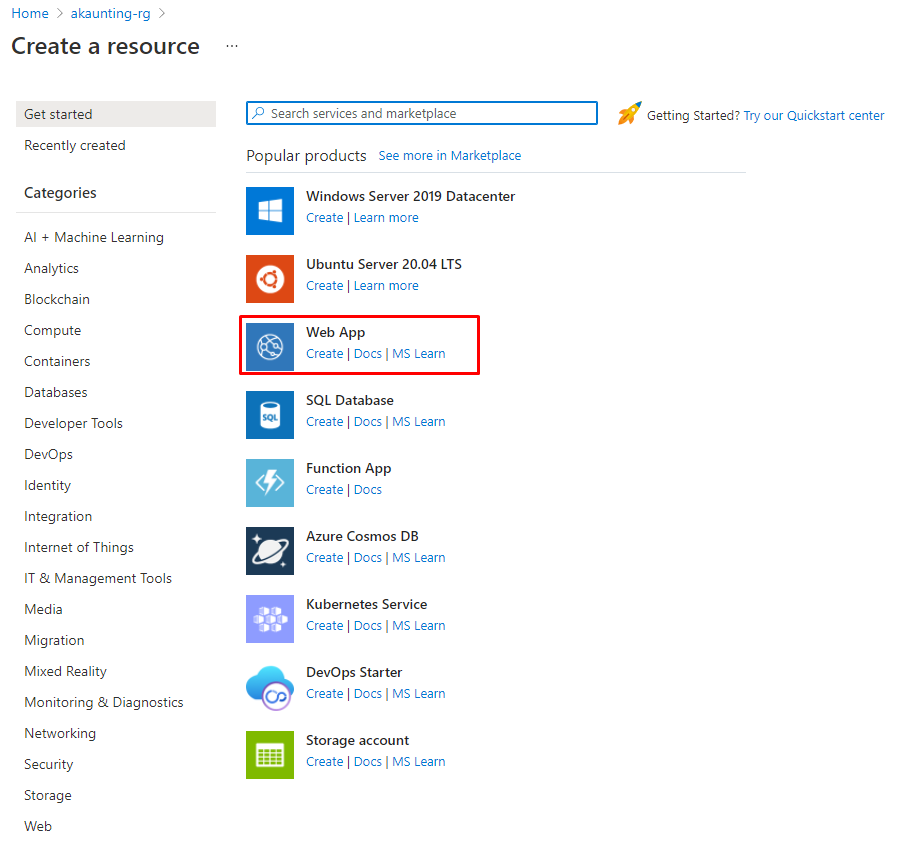 Home > akaunting-rg >
Create a resource ...
Get started
Recently created
Categories
AI + Machine Learning
Analytics
Blockchain
Compute
Containers
Databases
Developer Tools
DevOps
Identity
Integration
Internet of Things
IT & Management Tools
Media
Migration
Mixed Reality
Monitoring & Diagnostics
Networking
Security
Storage
Web
Search services and marketplace
Getting Started? Try our Quickstart center
Popular products See more in Marketplace
Windows Server 2019 Datacenter
Create | Learn more
Ubuntu Server 20.04 LTS
Create | Learn more
Web App
Create | Docs | MS Learn
SQL
SQL Database
Create | Docs | MS Learn
Function App
Create | Docs
Azure Cosmos DB
Create | Docs | MS Learn
Kubernetes Service
Create | Docs | MS Learn
DevOps Starter
Create | Docs | MS Learn
Storage account
Create | Docs | MS Learn